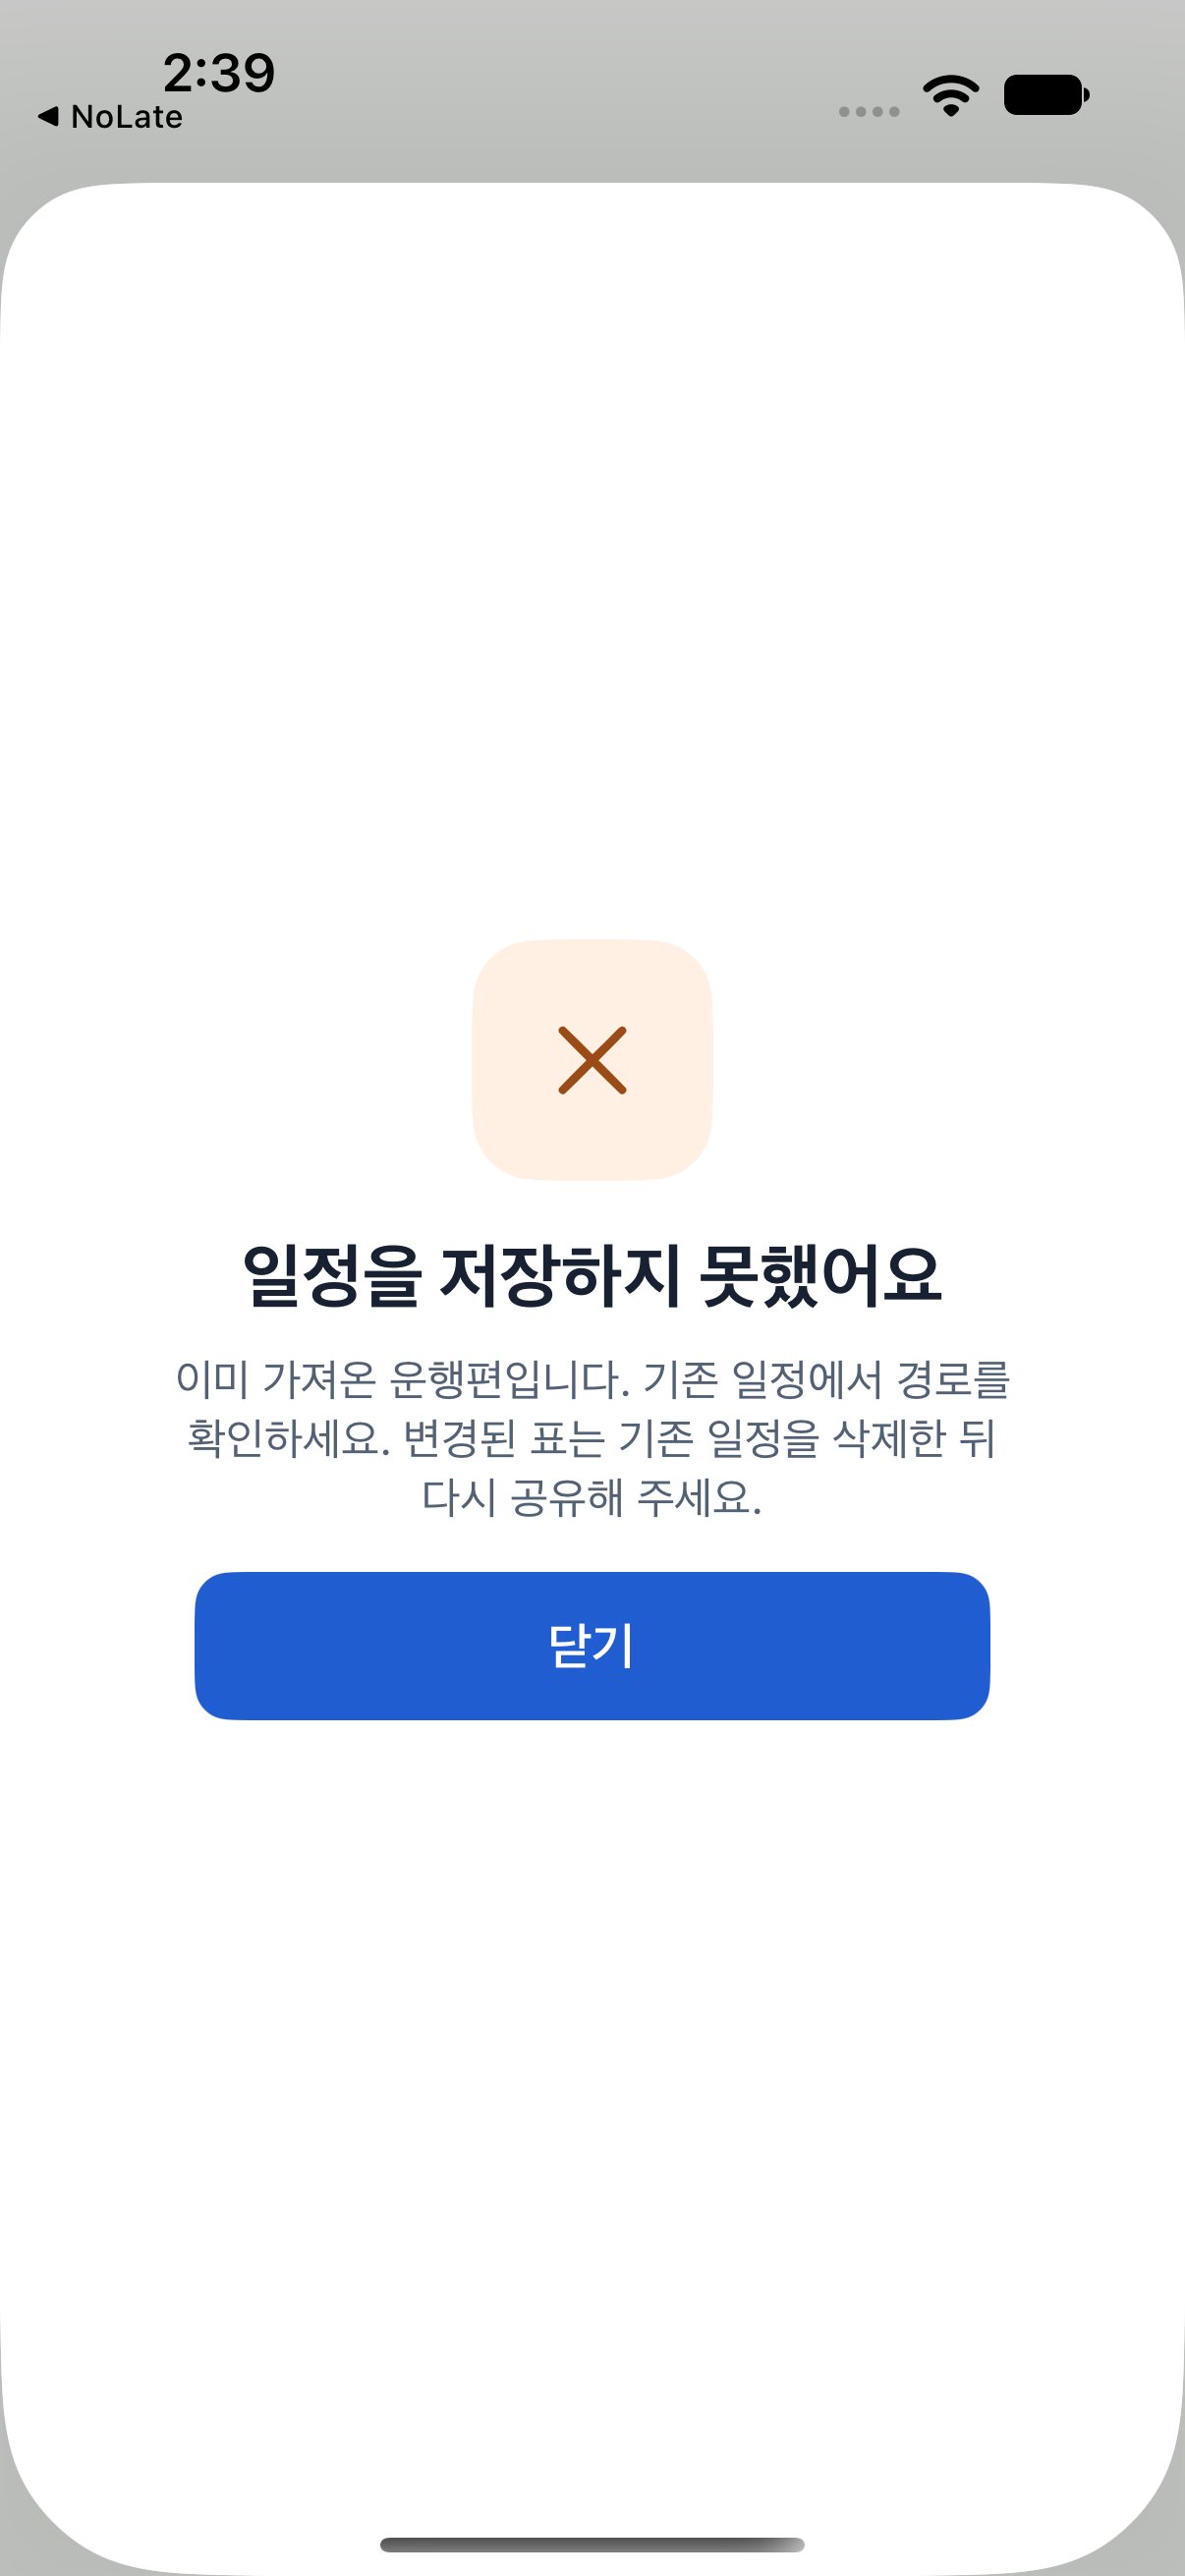 2:39
◀ NoLate
일정을 저장하지 못했어요
이미 가져온 운행편입니다. 기존 일정에서 경로를
확인하세요. 변경된 표는 기존 일정을 삭제한 뒤
다시 공유해 주세요.
닫기